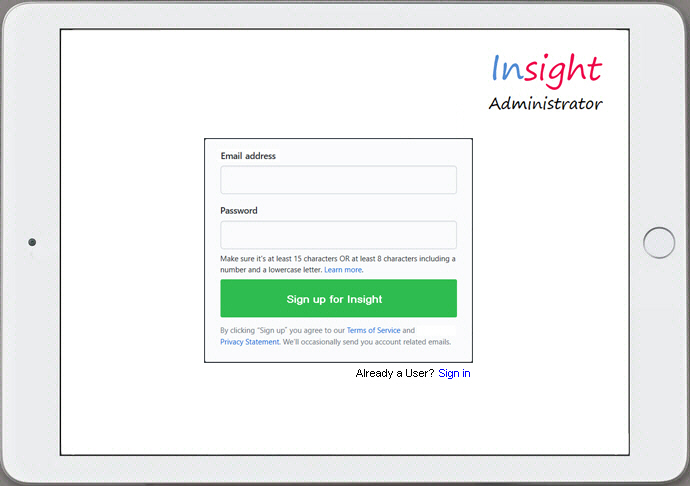 Insight
Administrator
Email address
Password
Make sure it's at least 15 characters OR at least 8 characters including a
number and a lowercase letter. Learn more.
Sign up for Insight
By clicking "Sign up" you agree to our Terms of Service and
Privacy Statement. We'll occasionally send you account related emails.
Already a User? Sign in